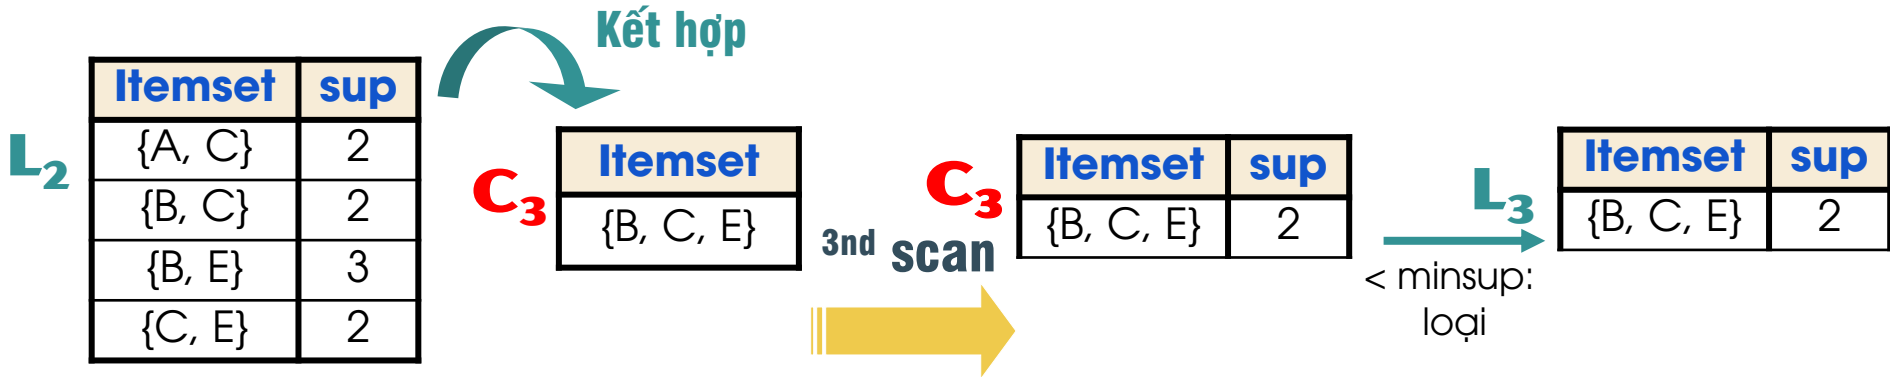 Kết hợp
L2
Itemset sup
{A, C} 2
{B, C} 2
{B, E} 3
{C, E} 2
C3
Itemset
{B, C, E}
3nd scan
C3
Itemset sup
{B, C, E} 2
< minsup:
loại
L3
Itemset sup
{B, C, E} 2